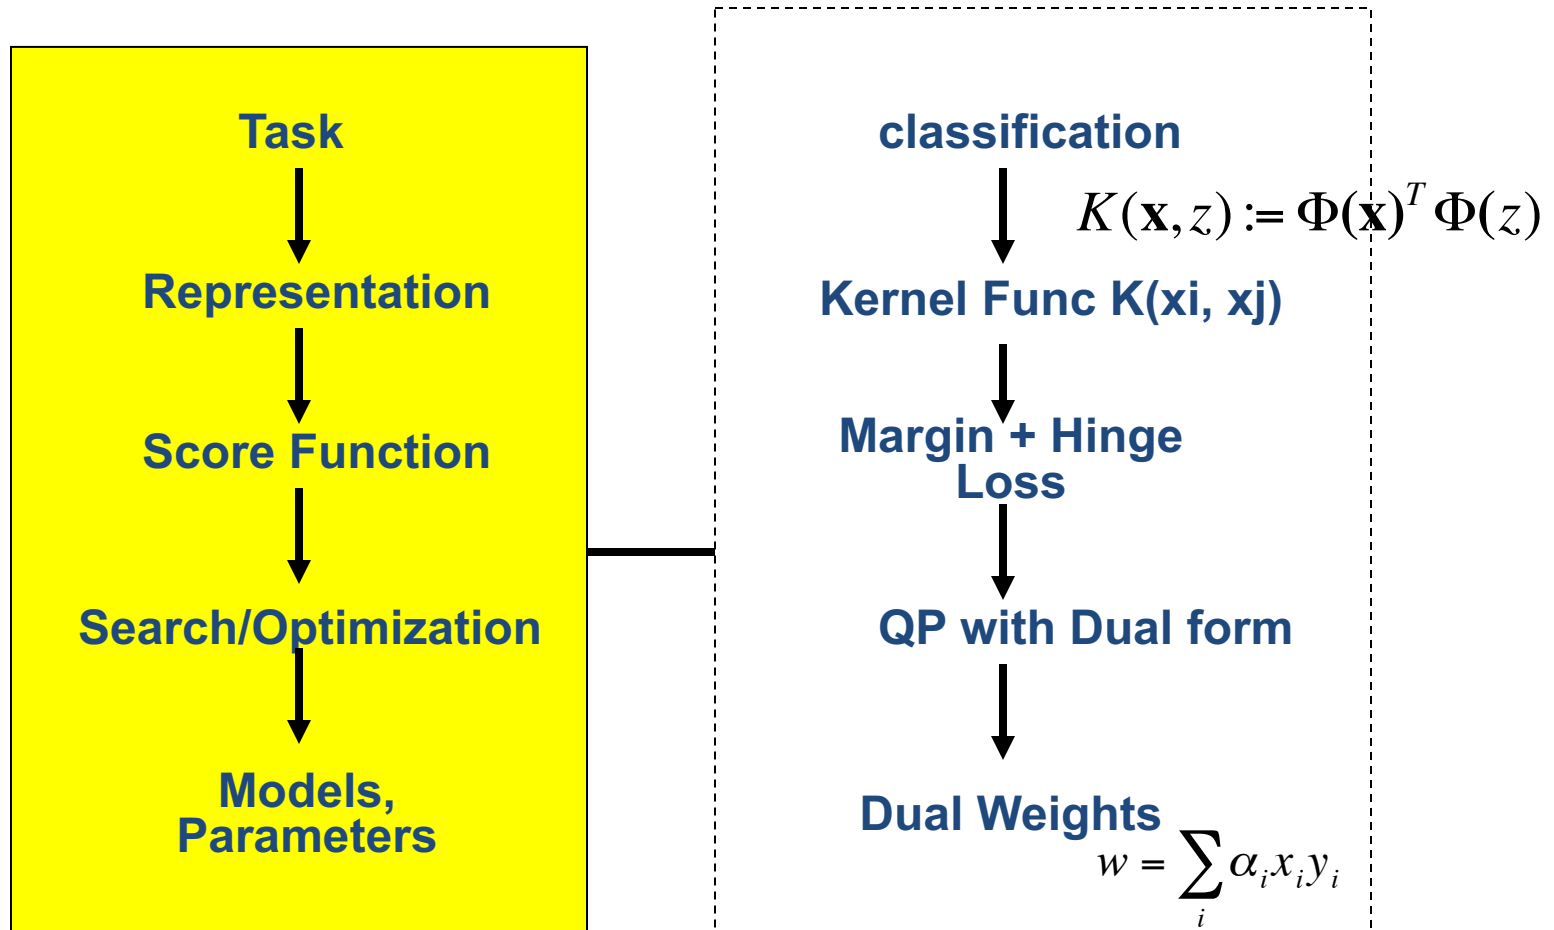 Task
Representation
Score Function
Search/Optimization
Models,
Parameters
classification
K(x, z) := Φ(x)^T Φ(z)
Kernel Func K(xi, xj)
Margin + Hinge
Loss
QP with Dual form
Dual Weights
w = ∑_i α_i x_i y_i